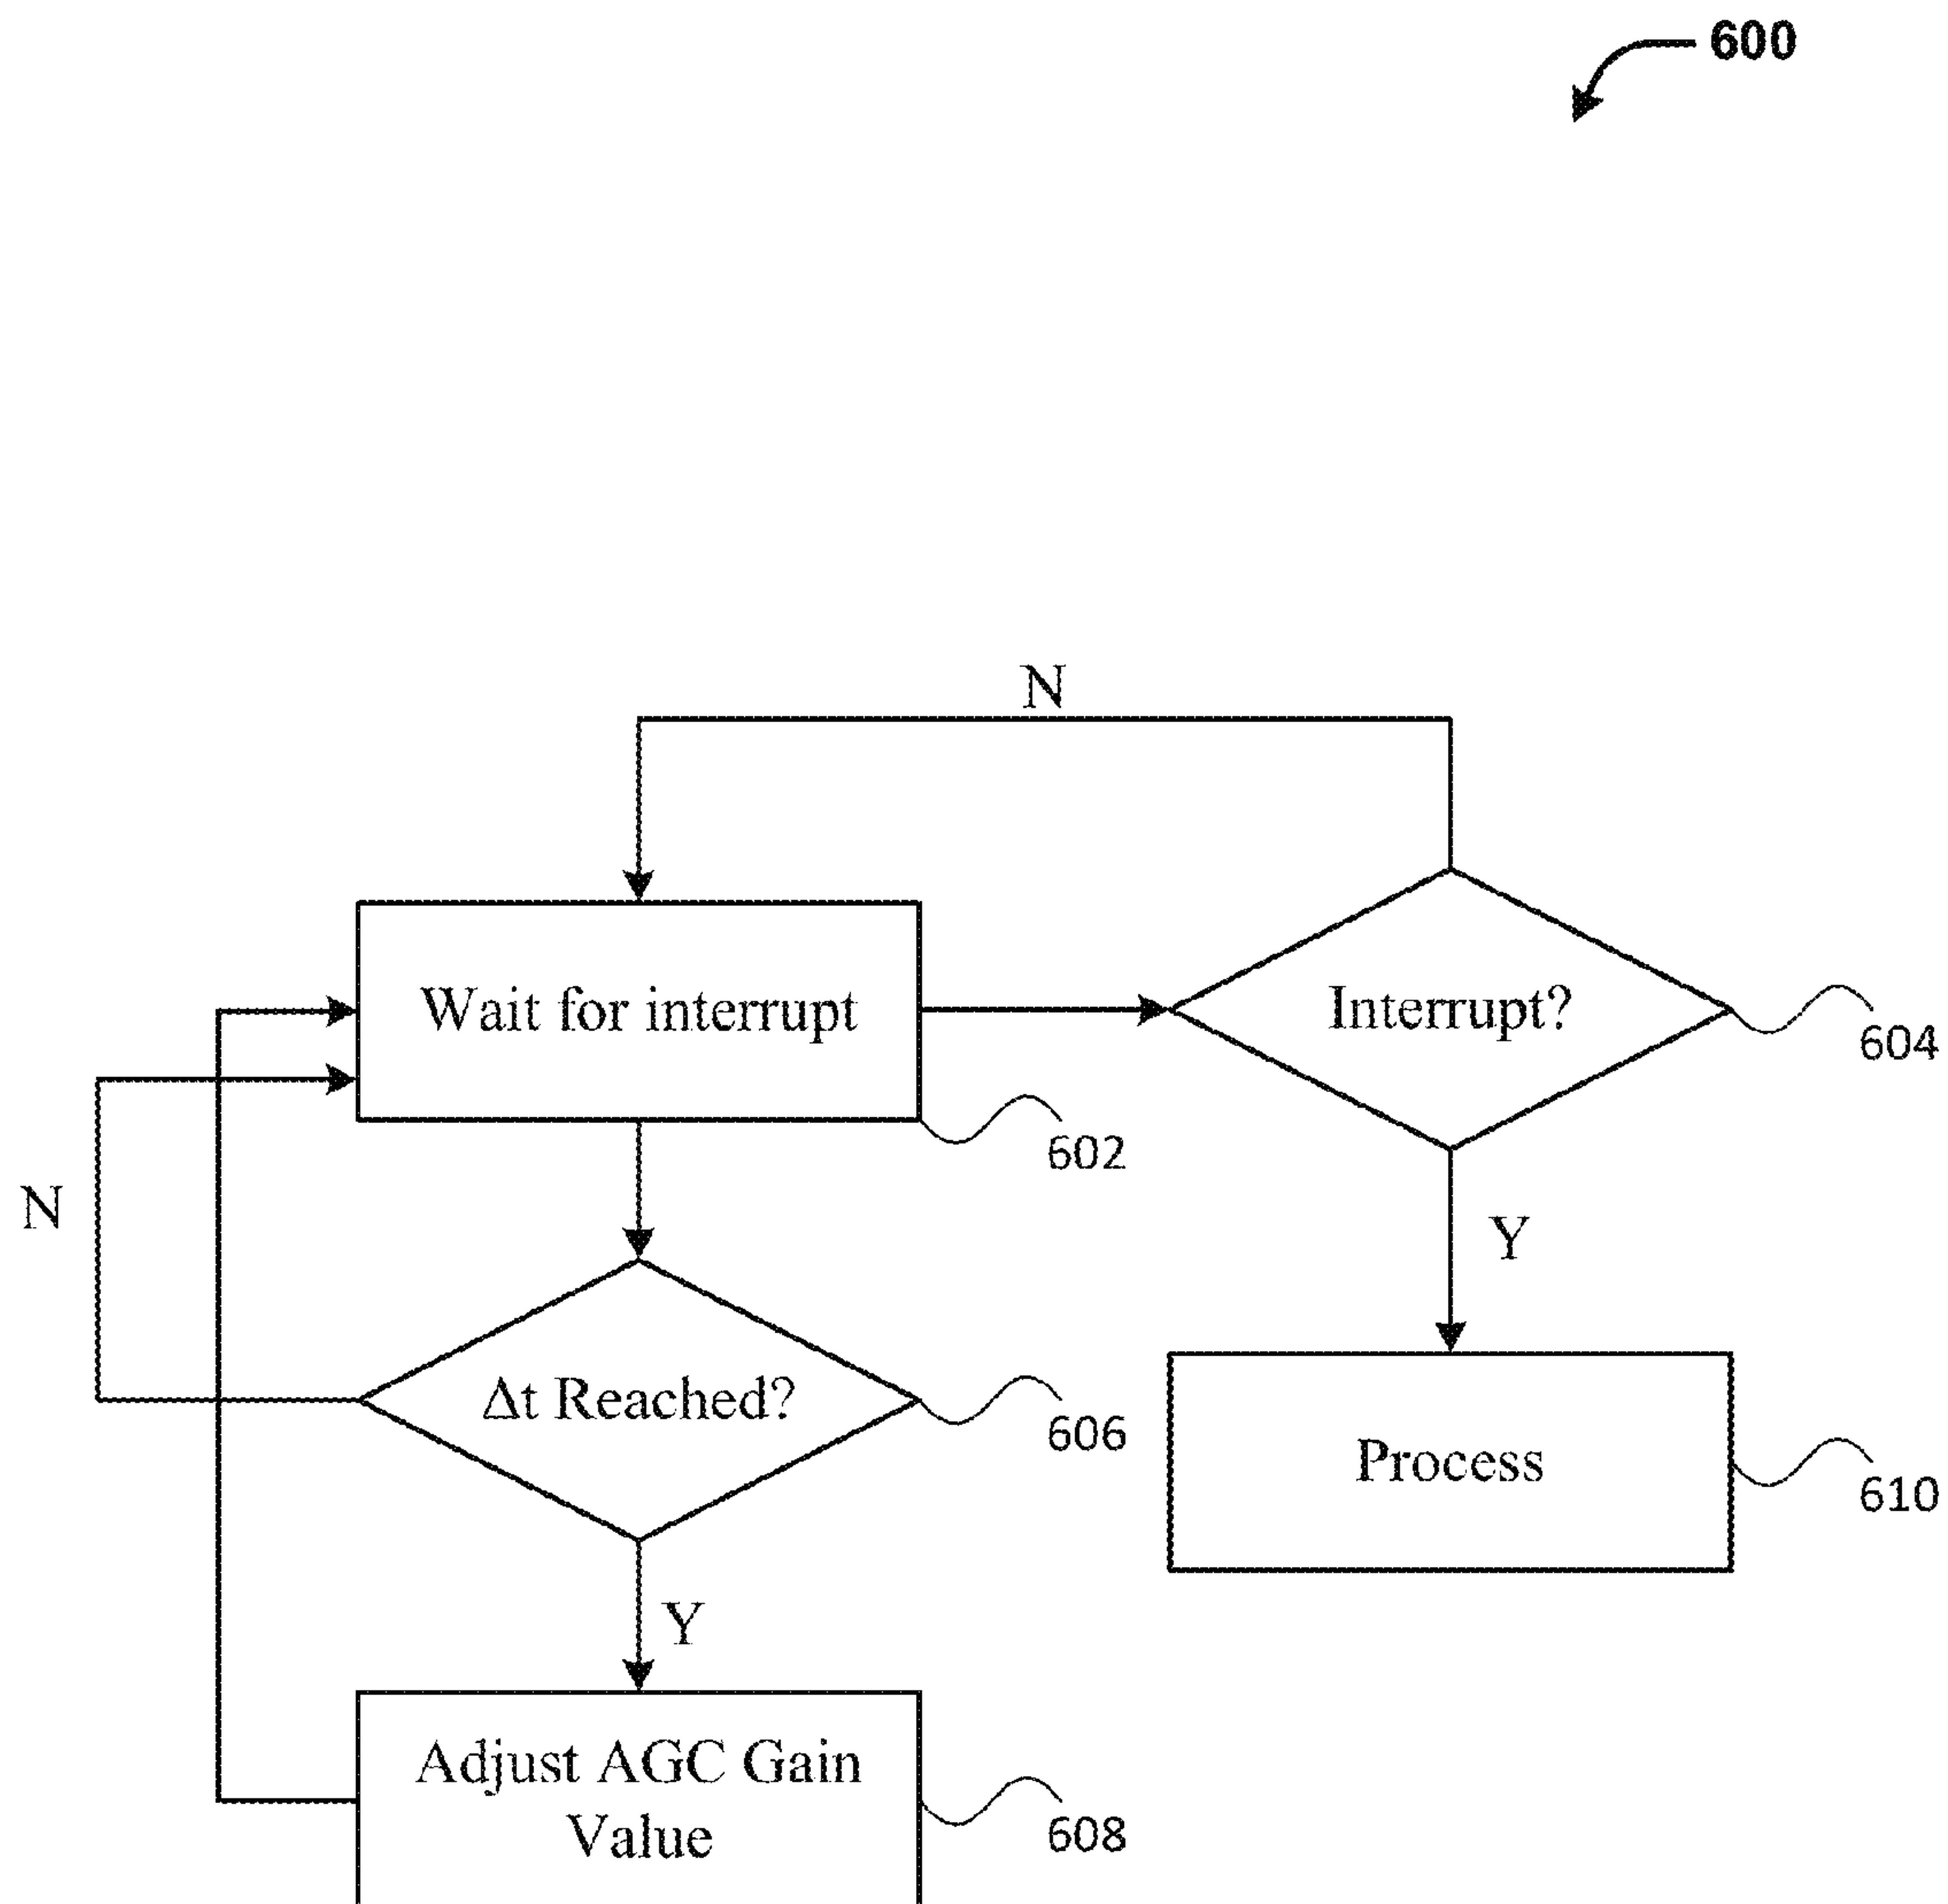 600
N
Wait for interrupt
Interrupt?
604
602
N
Y
Δt Reached?
606
Process
610
Y
Adjust AGC Gain
Value
608